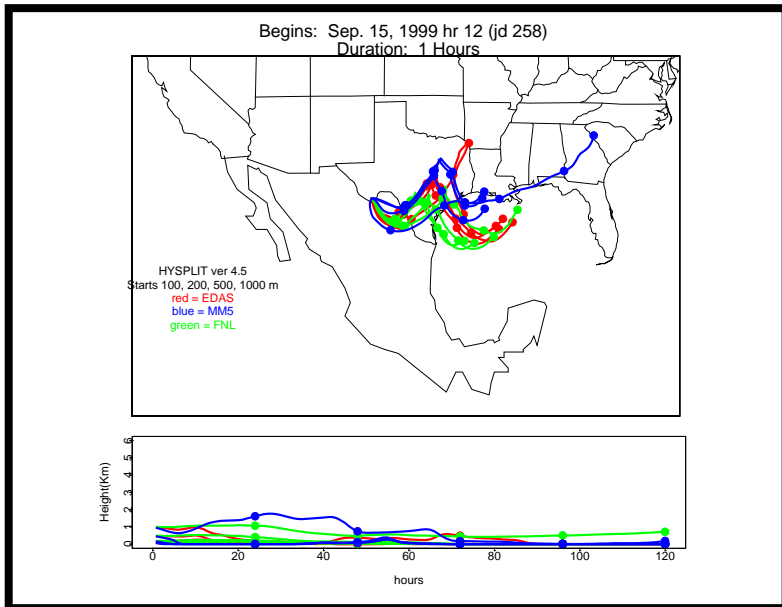 Begins: Sep. 15, 1999 hr 12 (jd 258)
Duration: 1 Hours
HYSPLIT ver 4.5
Starts 100, 200, 500, 1000 m
red = EDAS
blue = MM5
green = FNL
Height(Km)
6
5
4
3
2
1
0
0 20 40 60 80 100 120
hours